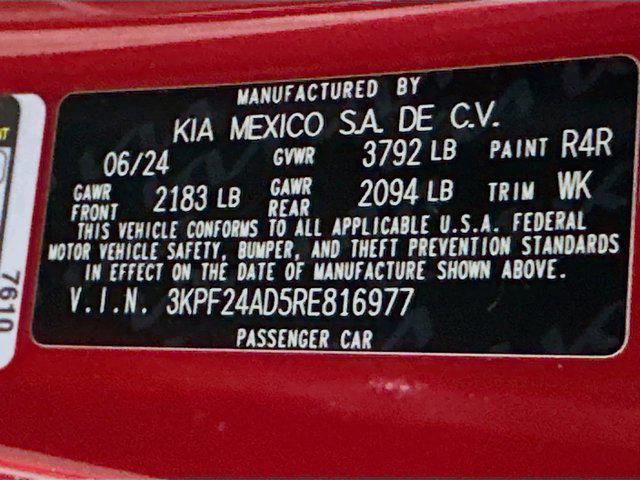 MANUFACTURED BY
KIA MEXICO S.A. DE C.V.
06/24 GVWR 3792 LB PAINT R4R
GAWR FRONT 2183 LB GAWR REAR 2094 LB TRIM WK
THIS VEHICLE CONFORMS TO ALL APPLICABLE U.S.A. FEDERAL
MOTOR VEHICLE SAFETY, BUMPER, AND THEFT PREVENTION STANDARDS
IN EFFECT ON THE DATE OF MANUFACTURE SHOWN ABOVE.
V.I.N. 3KPF24AD5RE816977
PASSENGER CAR
7610